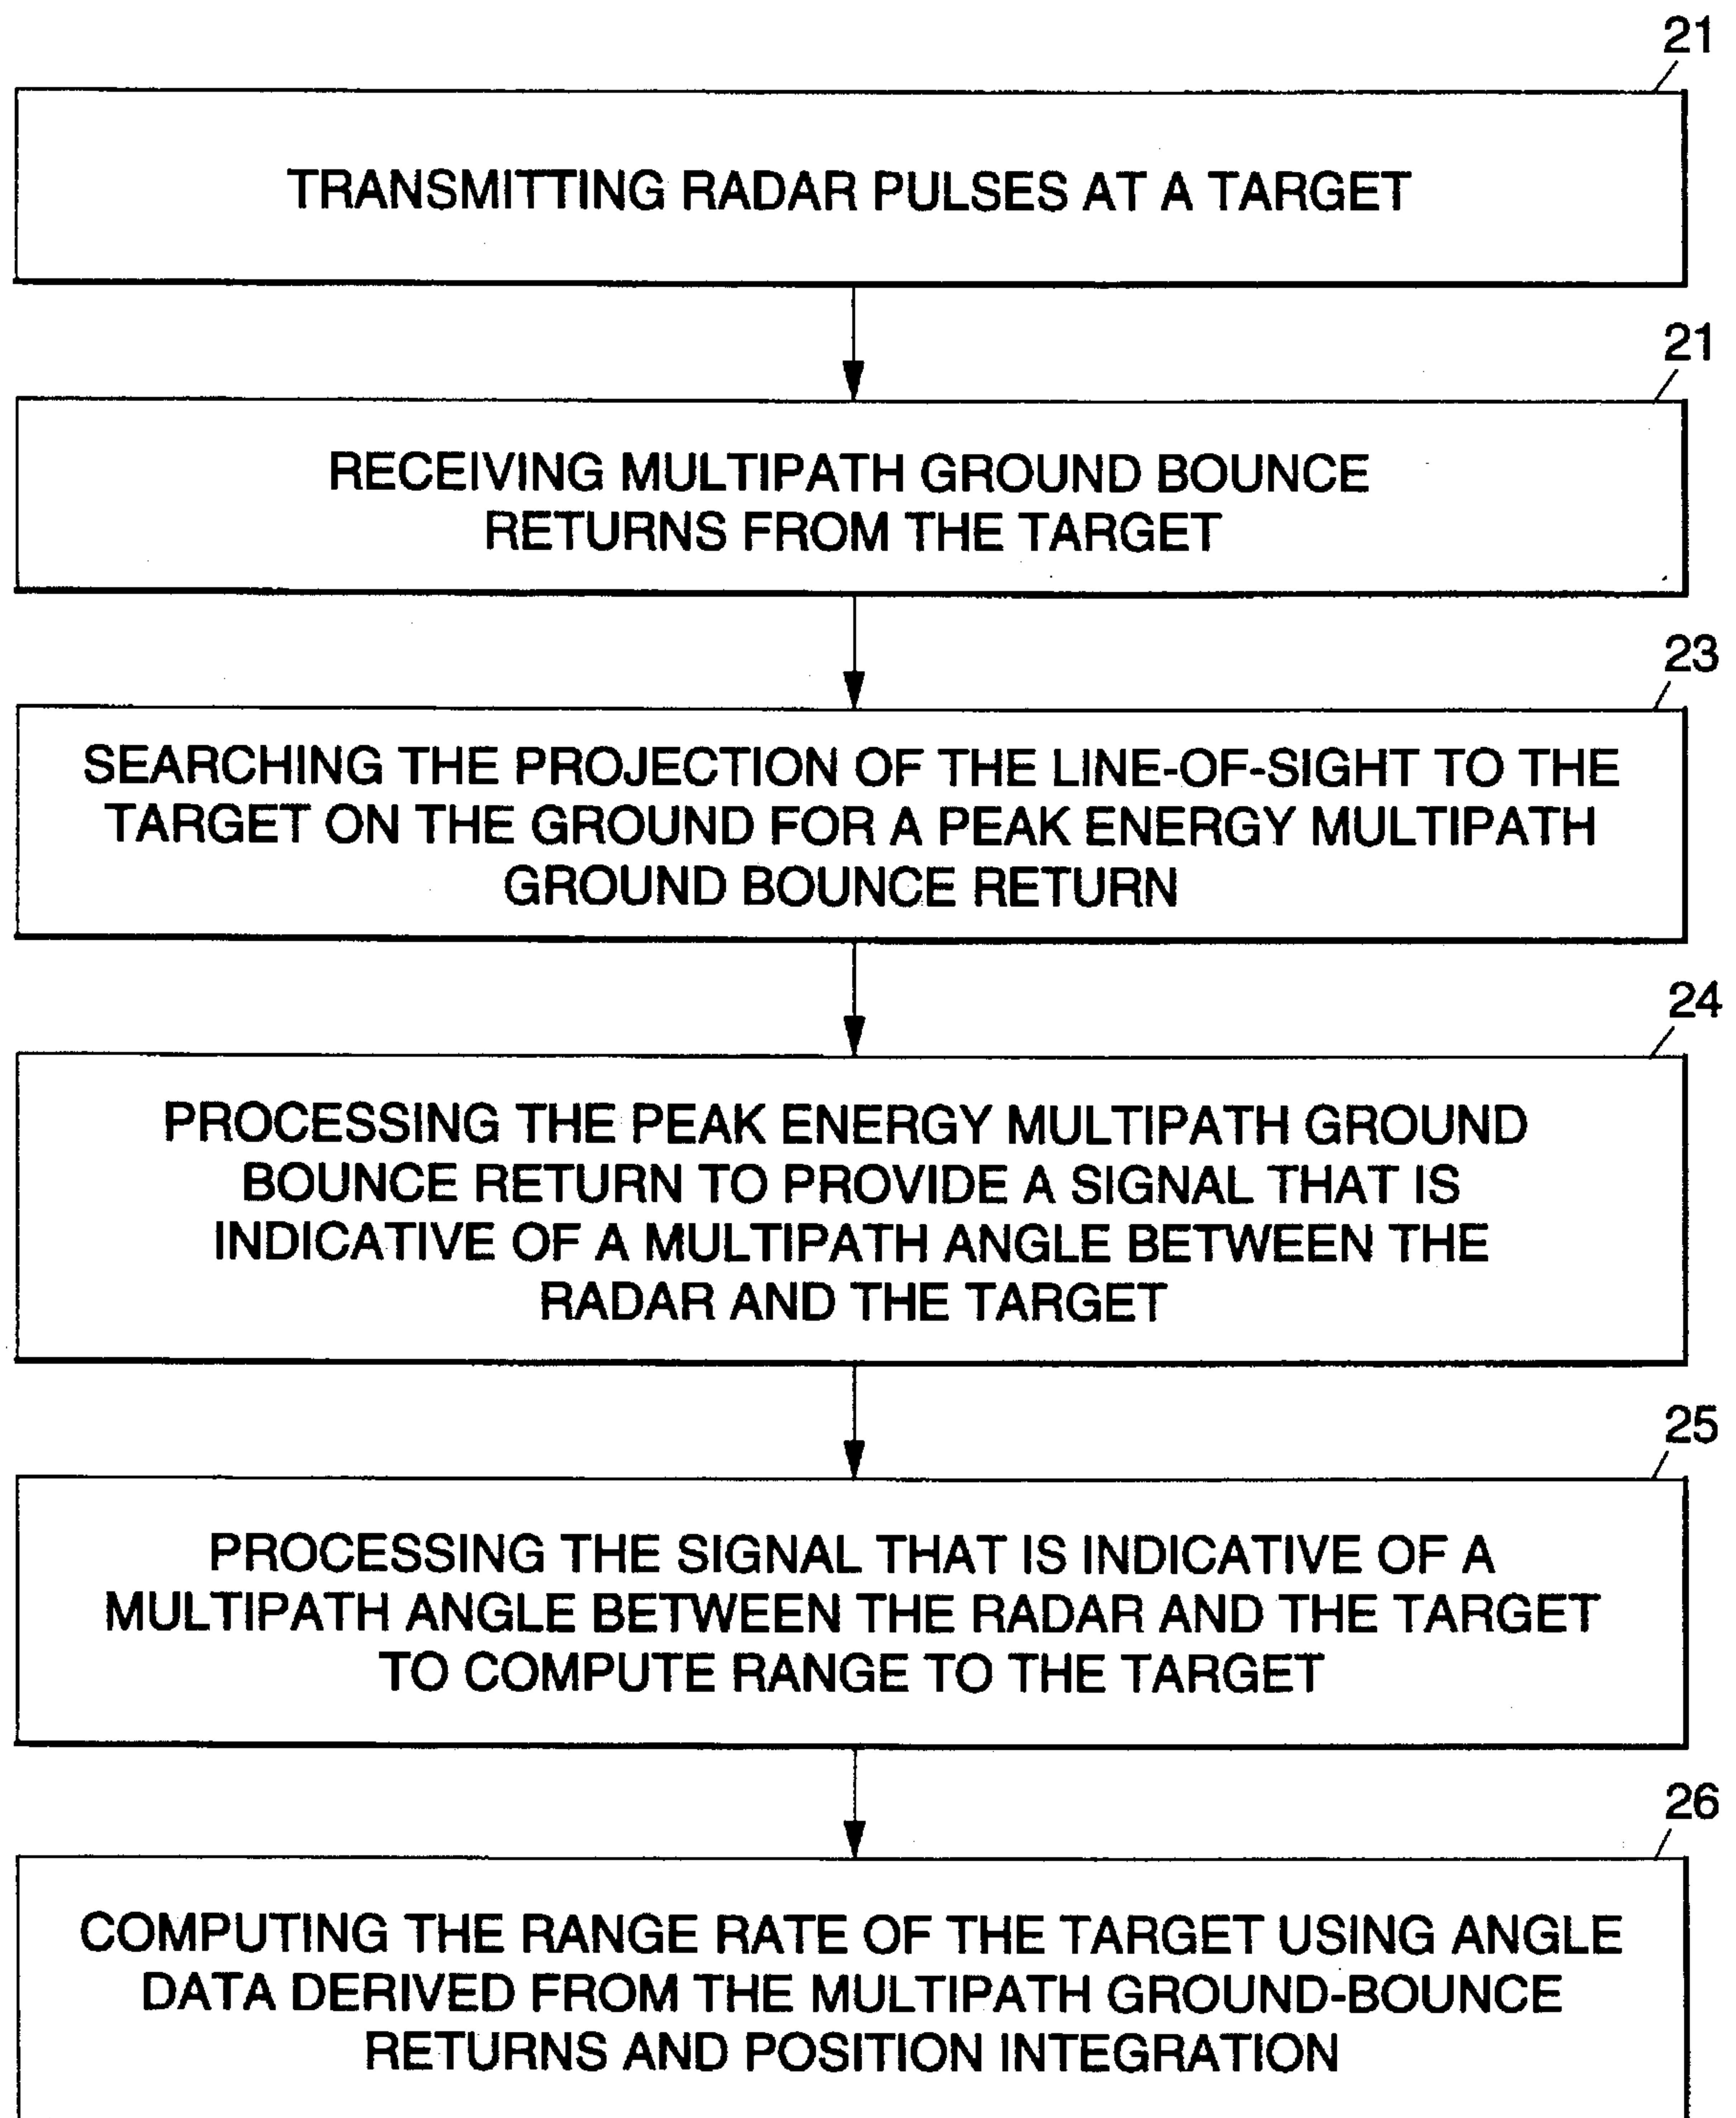 21
TRANSMITTING RADAR PULSES AT A TARGET
21
RECEIVING MULTIPATH GROUND BOUNCE
RETURNS FROM THE TARGET
23
SEARCHING THE PROJECTION OF THE LINE-OF-SIGHT TO THE
TARGET ON THE GROUND FOR A PEAK ENERGY MULTIPATH
GROUND BOUNCE RETURN
24
PROCESSING THE PEAK ENERGY MULTIPATH GROUND
BOUNCE RETURN TO PROVIDE A SIGNAL THAT IS
INDICATIVE OF A MULTIPATH ANGLE BETWEEN THE
RADAR AND THE TARGET
25
PROCESSING THE SIGNAL THAT IS INDICATIVE OF A
MULTIPATH ANGLE BETWEEN THE RADAR AND THE TARGET
TO COMPUTE RANGE TO THE TARGET
26
COMPUTING THE RANGE RATE OF THE TARGET USING ANGLE
DATA DERIVED FROM THE MULTIPATH GROUND-BOUNCE
RETURNS AND POSITION INTEGRATION